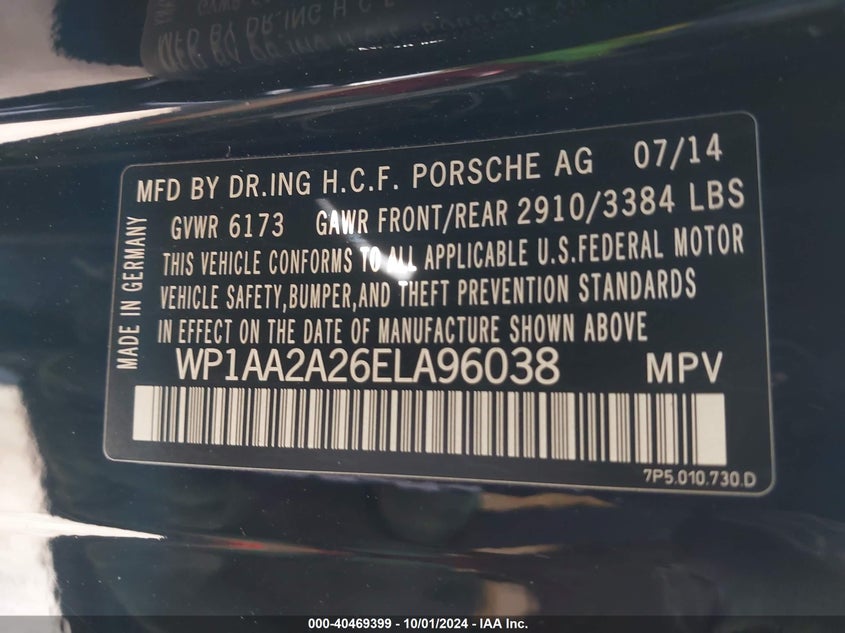 MFD BY DR.ING H.C.F. PORSCHE AG 07/14
GVWR 6173 GAWR FRONT/REAR 2910/3384 LBS
THIS VEHICLE CONFORMS TO ALL APPLICABLE U.S.FEDERAL MOTOR
VEHICLE SAFETY,BUMPER,AND THEFT PREVENTION STANDARDS
IN EFFECT ON THE DATE OF MANUFACTURE SHOWN ABOVE
WP1AA2A26ELA96038 MPV
MADE IN GERMANY
7P5.010.730.D
000-40469399 - 10/01/2024 - IAA Inc.